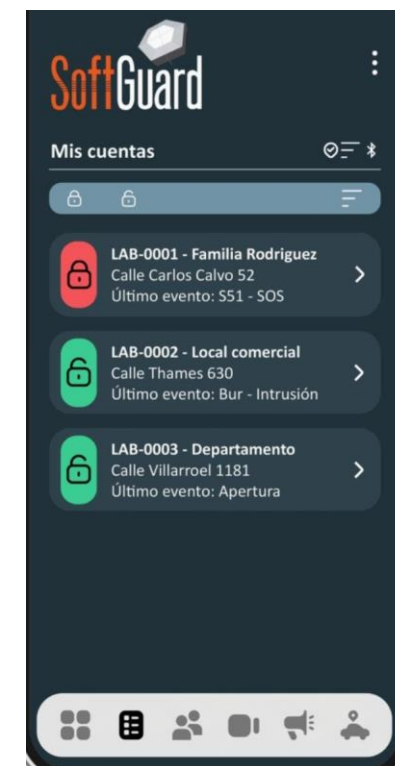 SoftGuard
Mis cuentas
LAB-0001 - Familia Rodriguez
Calle Carlos Calvo 52
Último evento: S51 - SOS
LAB-0002 - Local comercial
Calle Thames 630
Último evento: Bur - Intrusión
LAB-0003 - Departamento
Calle Villarroel 1181
Último evento: Apertura